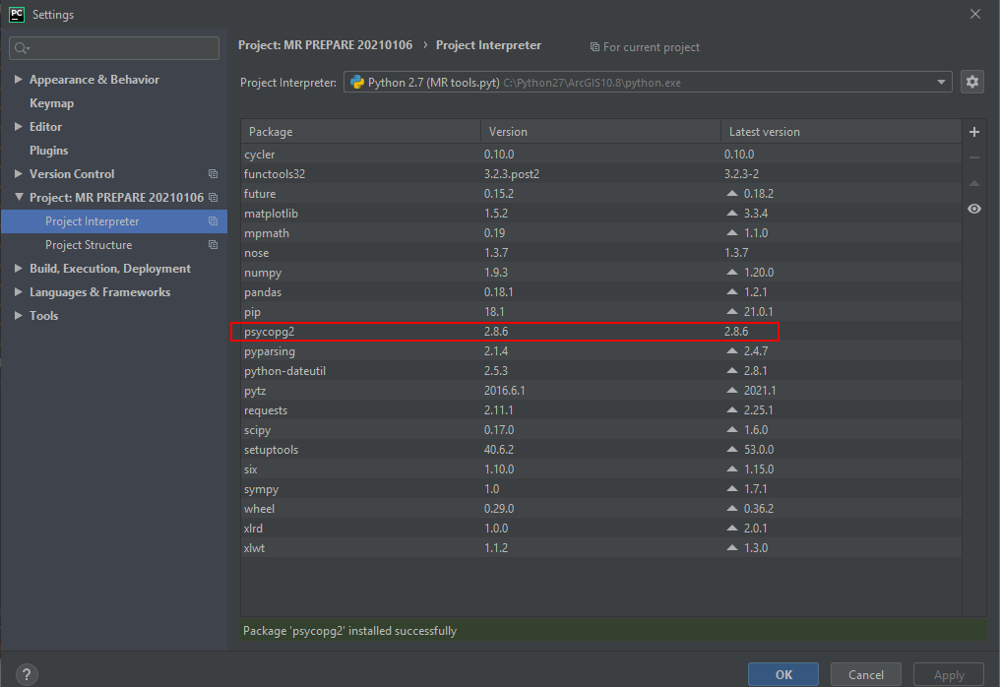 PC Settings
Project: MR PREPARE 20210106 › Project Interpreter For current project
Appearance & Behavior
Keymap
Editor
Plugins
Version Control
Project: MR PREPARE 20210106
Project Interpreter
Project Structure
Build, Execution, Deployment
Languages & Frameworks
Tools
Project Interpreter: Python 2.7 (MR tools.pyt) C:\Python27\ArcGIS10.8\python.exe
Package Version Latest version
cycler 0.10.0 0.10.0
functools32 3.2.3.post2 3.2.3-2
future 0.15.2 0.18.2
matplotlib 1.5.2 3.3.4
mpmath 0.19 1.1.0
nose 1.3.7 1.3.7
numpy 1.9.3 1.20.0
pandas 0.18.1 1.2.1
pip 18.1 21.0.1
psycopg2 2.8.6 2.8.6
pyparsing 2.1.4 2.4.7
python-dateutil 2.5.3 2.8.1
pytz 2016.6.1 2021.1
requests 2.11.1 2.25.1
scipy 0.17.0 1.6.0
setuptools 40.6.2 53.0.0
six 1.10.0 1.15.0
sympy 1.0 1.7.1
wheel 0.29.0 0.36.2
xlrd 1.0.0 2.0.1
xlwt 1.1.2 1.3.0
Package 'psycopg2' installed successfully
? OK Cancel Apply